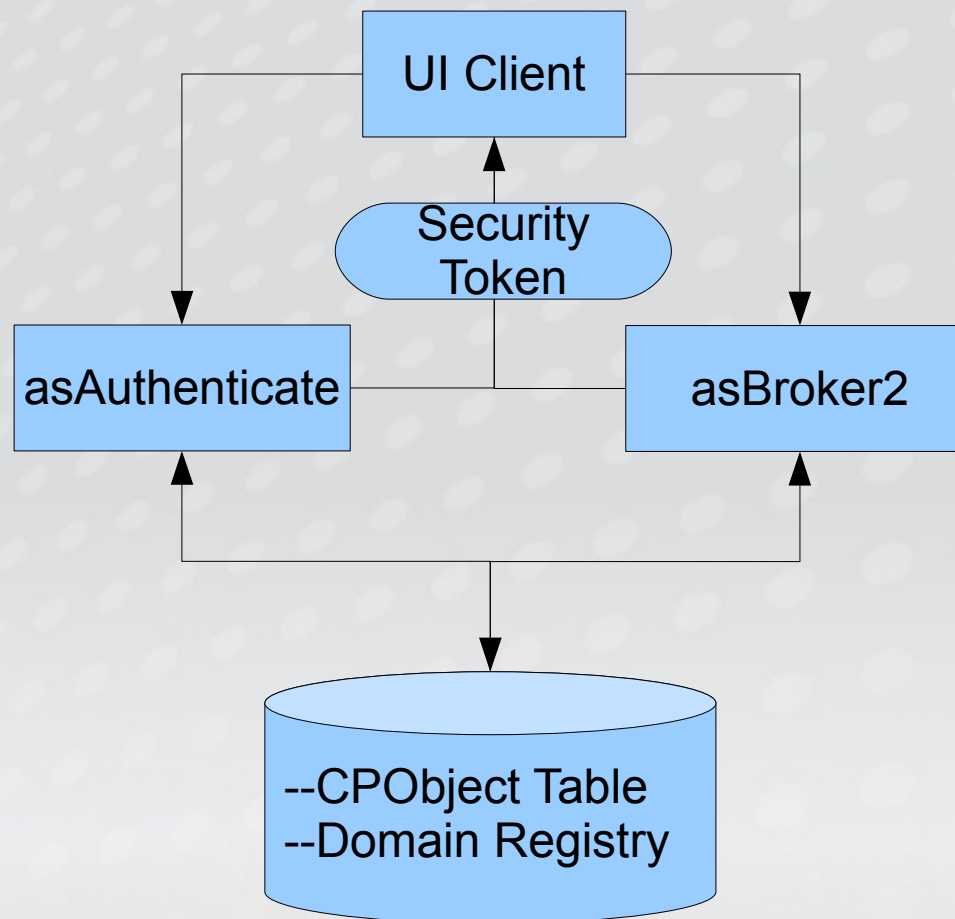 UI Client
Security
Token
asAuthenticate
asBroker2
--CPObject Table
--Domain Registry